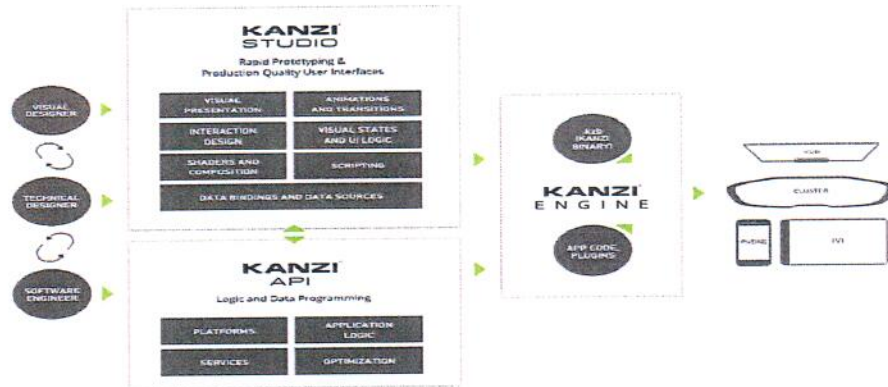 VISUAL
DESIGNER
TECHNICAL
DESIGNER
SOFTWARE
ENGINEER
KANZI
STUDIO
Rapid Prototyping &
Production Quality User Interfaces
VISUAL
PRESENTATION
ANIMATIONS
AND TRANSITIONS
INTERACTION
DESIGN
VISUAL STATES
AND UI LOGIC
SHADERS AND
COMPOSITION
SCRIPTING
DATA BINDINGS AND DATA SOURCES
KANZI
API
Logic and Data Programming
PLATFORMS
APPLICATION
LOGIC
SERVICES
OPTIMIZATION
.kzb
(KANZI
BINARY)
KANZI
ENGINE
APP CODE,
PLUGINS
HUD
CLUSTER
PHONE
IVI